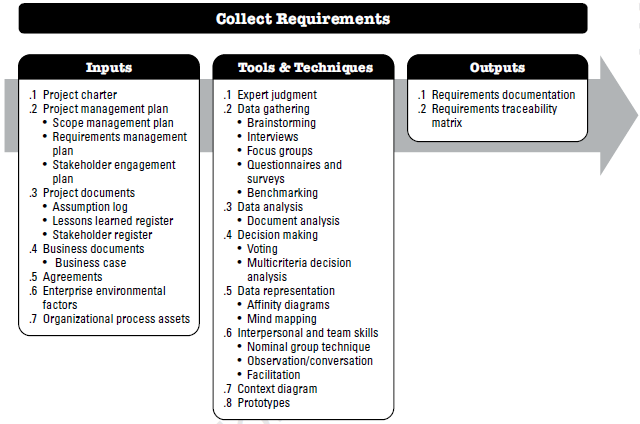 Collect Requirements
Inputs
.1 Project charter
.2 Project management plan
• Scope management plan
• Requirements management
plan
• Stakeholder engagement
plan
.3 Project documents
• Assumption log
• Lessons learned register
• Stakeholder register
.4 Business documents
• Business case
.5 Agreements
.6 Enterprise environmental
factors
.7 Organizational process assets
Tools & Techniques
.1 Expert judgment
.2 Data gathering
• Brainstorming
• Interviews
• Focus groups
• Questionnaires and
surveys
• Benchmarking
.3 Data analysis
• Document analysis
.4 Decision making
• Voting
• Multicriteria decision
analysis
.5 Data representation
• Affinity diagrams
• Mind mapping
.6 Interpersonal and team skills
• Nominal group technique
• Observation/conversation
• Facilitation
.7 Context diagram
.8 Prototypes
Outputs
.1 Requirements documentation
.2 Requirements traceability
matrix